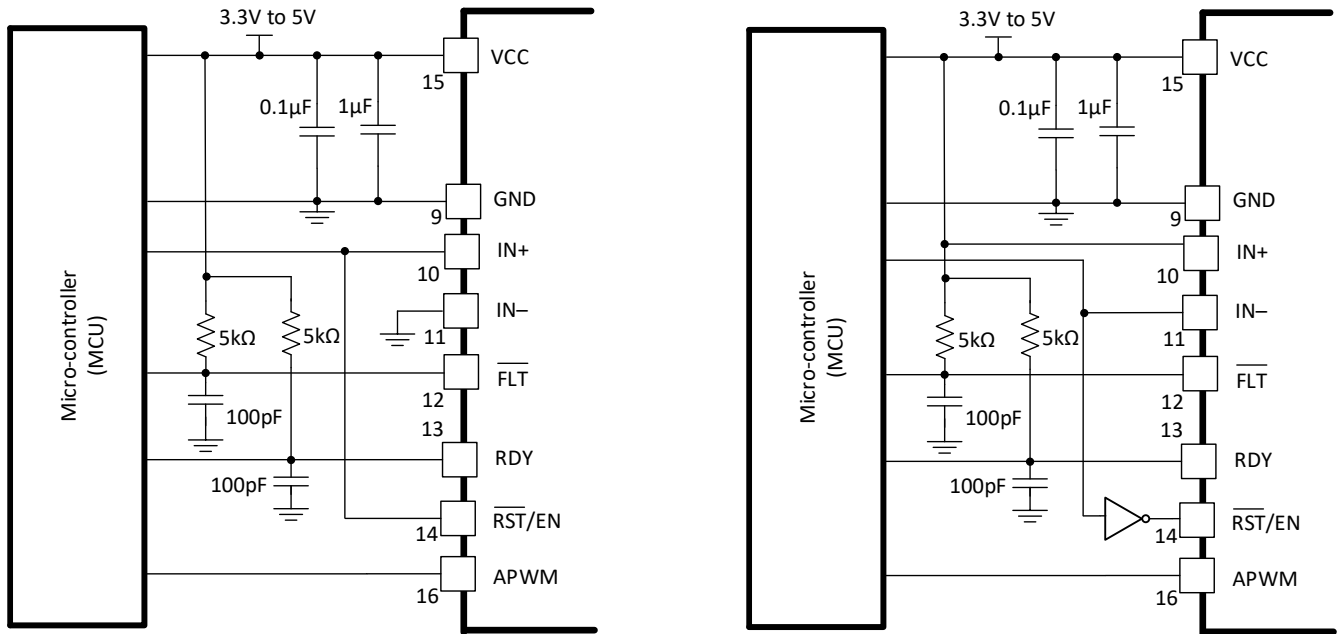 3.3V to 5V
VCC
15
0.1μF
1μF
GND
9
IN+
10
IN–
11
5kΩ
5kΩ
FLT
12
100pF
13
RDY
100pF
RST/EN
14
APWM
16
Micro-controller
(MCU)
3.3V to 5V
VCC
15
0.1μF
1μF
GND
9
IN+
10
IN–
11
5kΩ
5kΩ
FLT
12
100pF
13
RDY
100pF
RST/EN
14
APWM
16
Micro-controller
(MCU)